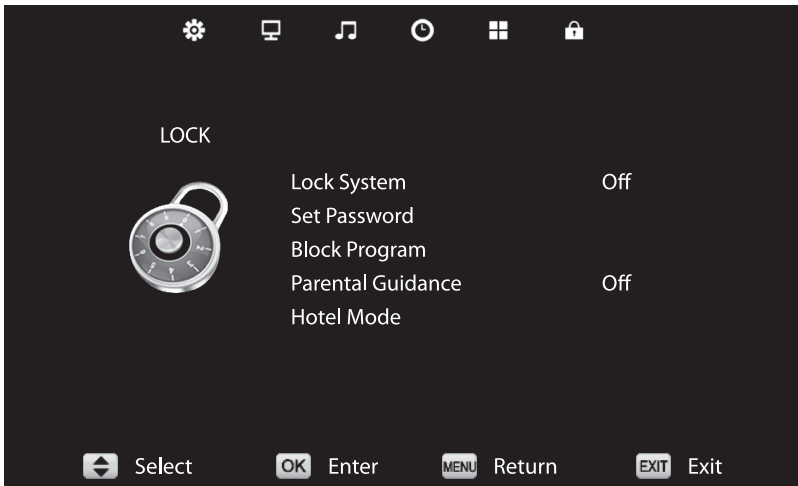 LOCK
Lock System Off
Set Password
Block Program
Parental Guidance Off
Hotel Mode
Select OK Enter MENU Return EXIT Exit